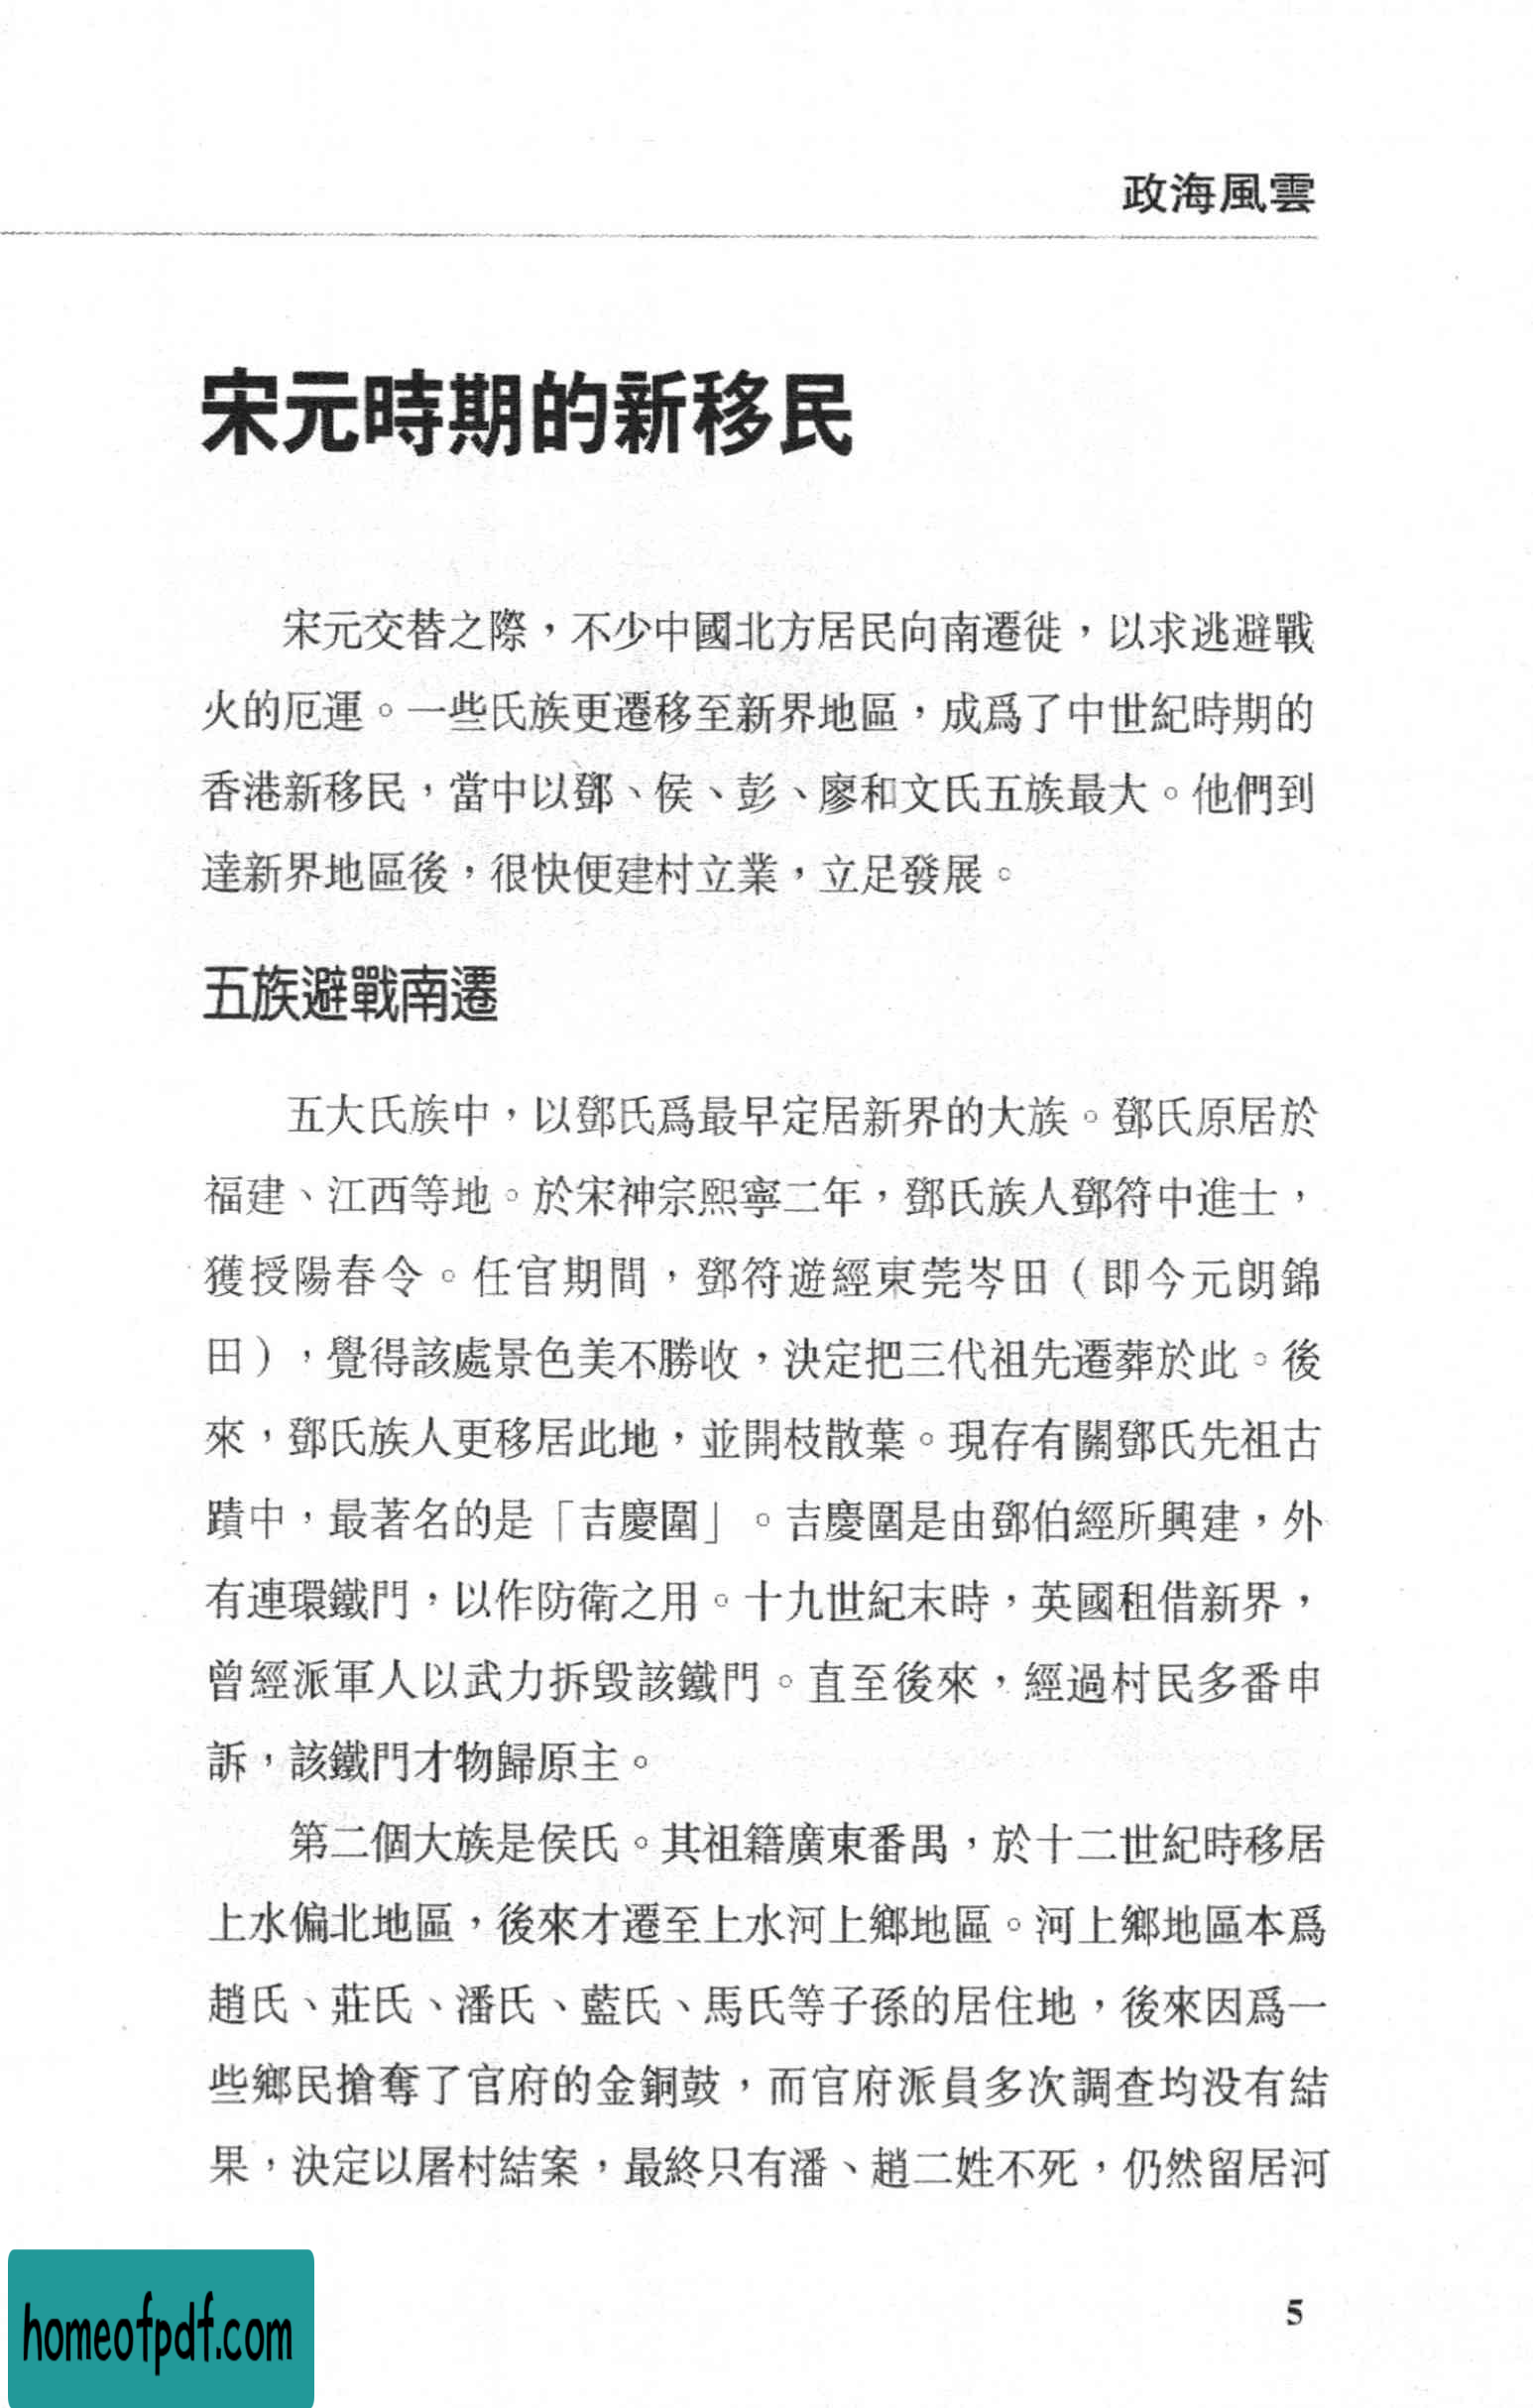 政海風雲
宋元時期的新移民
宋元交替之際，不少中國北方居民向南遷徙，以求逃避戰
火的厄運。一些氏族更遷移至新界地區，成爲了中世紀時期的
香港新移民，當中以鄧、侯、彭、廖和文氏五族最大。他們到
達新界地區後，很快便建村立業，立足發展。
五族避戰南遷
五大氏族中，以鄧氏爲最早定居新界的大族。鄧氏原居於
福建、江西等地。於宋神宗熙寧二年，鄧氏族人鄧符中進士，
獲授陽春令。任官期間，鄧符遊經東莞岑田（即今元朗錦
田），覺得該處景色美不勝收，決定把三代祖先遷葬於此。後
來，鄧氏族人更移居此地，並開枝散葉。現存有關鄧氏先祖古
蹟中，最著名的是「吉慶圍」。吉慶圍是由鄧伯經所興建，外
有連環鐵門，以作防衛之用。十九世紀末時，英國租借新界，
曾經派軍人以武力拆毀該鐵門。直至後來，經過村民多番申
訴，該鐵門才物歸原主。
第二個大族是侯氏。其祖籍廣東番禺，於十二世紀時移居
上水偏北地區，後來才遷至上水河上鄉地區。河上鄉地區本爲
趙氏、莊氏、潘氏、藍氏、馬氏等子孫的居住地，後來因爲一
些鄉民搶奪了官府的金銅鼓，而官府派員多次調查均没有結
果，決定以屠村結案，最終只有潘、趙二姓不死，仍然留居河
5
homeofpdf.com